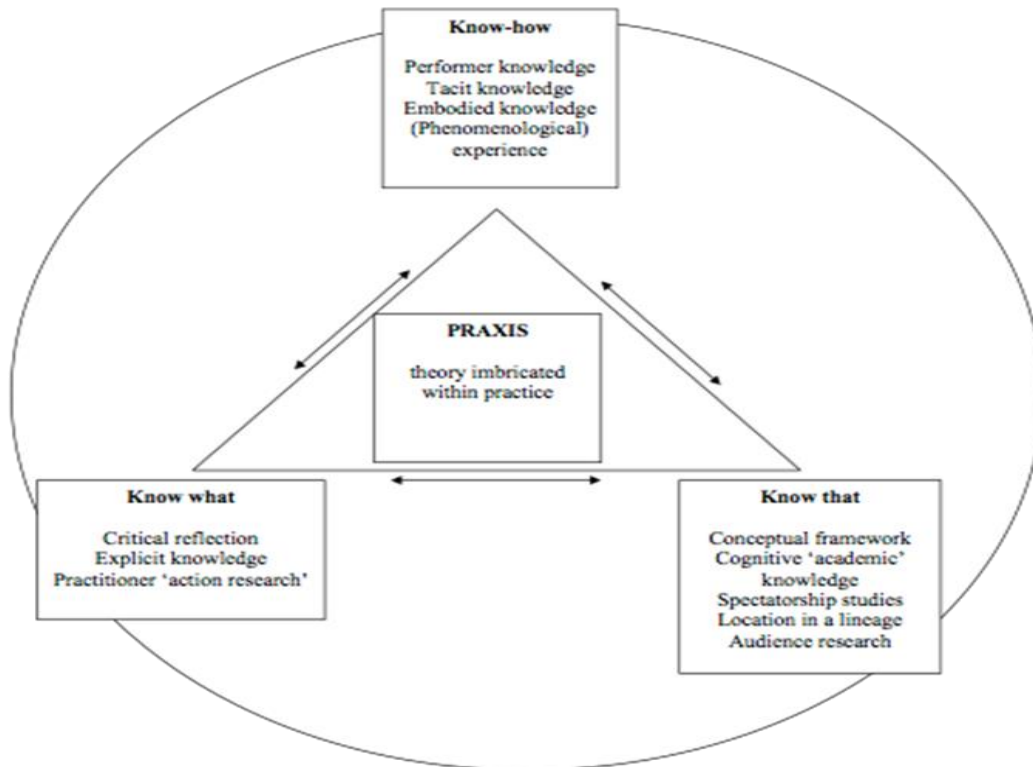 Know-how
Performer knowledge
Tacit knowledge
Embodied knowledge
(Phenomenological)
experience
PRAXIS
theory imbricated
within practice
Know what
Critical reflection
Explicit knowledge
Practitioner ‘action research’
Know that
Conceptual framework
Cognitive ‘academic’
knowledge
Spectatorship studies
Location in a lineage
Audience research